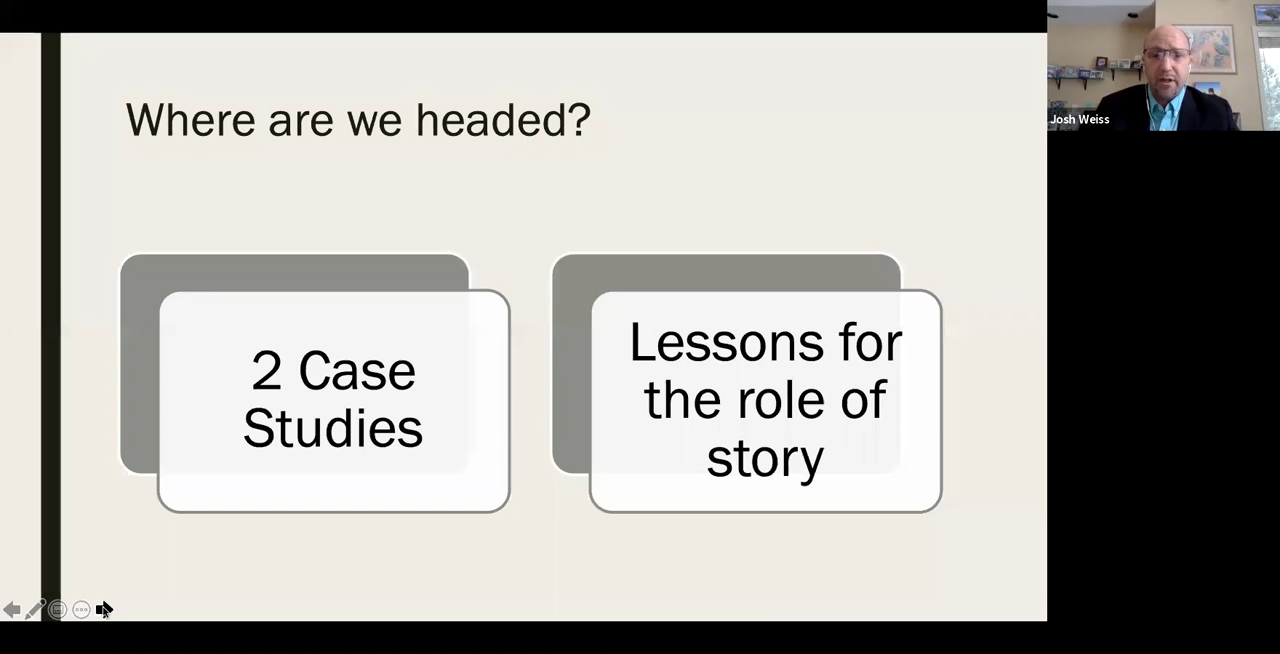 Where are we headed?
2 Case
Studies
Lessons for
the role of
story
Josh Weiss